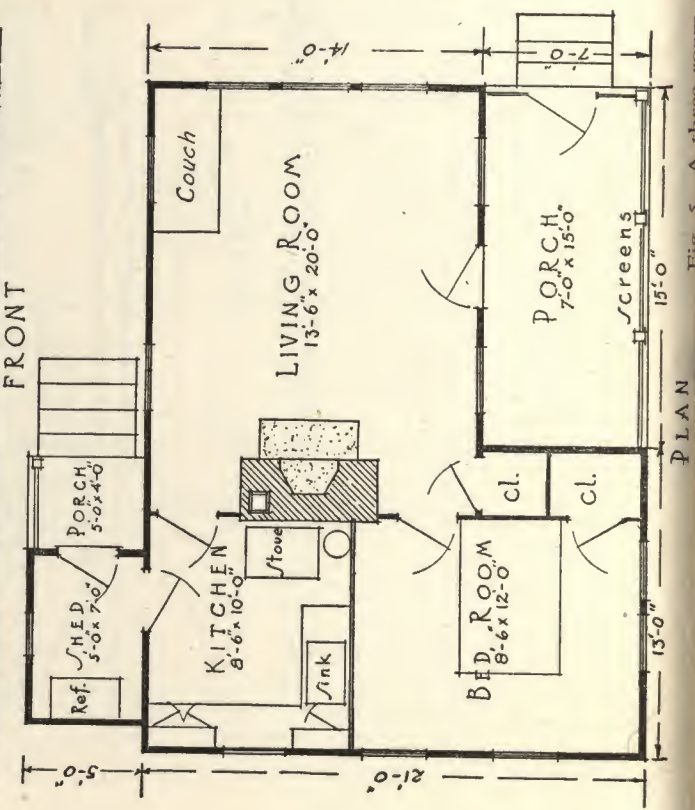 FRONT
14'-0"
7'-0"
Couch
LIVING ROOM
13'-6" x 20'-0"
PORCH
7'-0" x 15'-0"
screens
15'-0"
PORCH
5'-0 x 4'-0"
SHED
5'-0 x 7'-0"
Ref.
KITCHEN
8'-6" x 10'-0"
Stove
Sink
BED ROOM
8'-6" x 12'-0"
Cl.
Cl.
13'-0"
5'-0"
21'-0"
PLAN